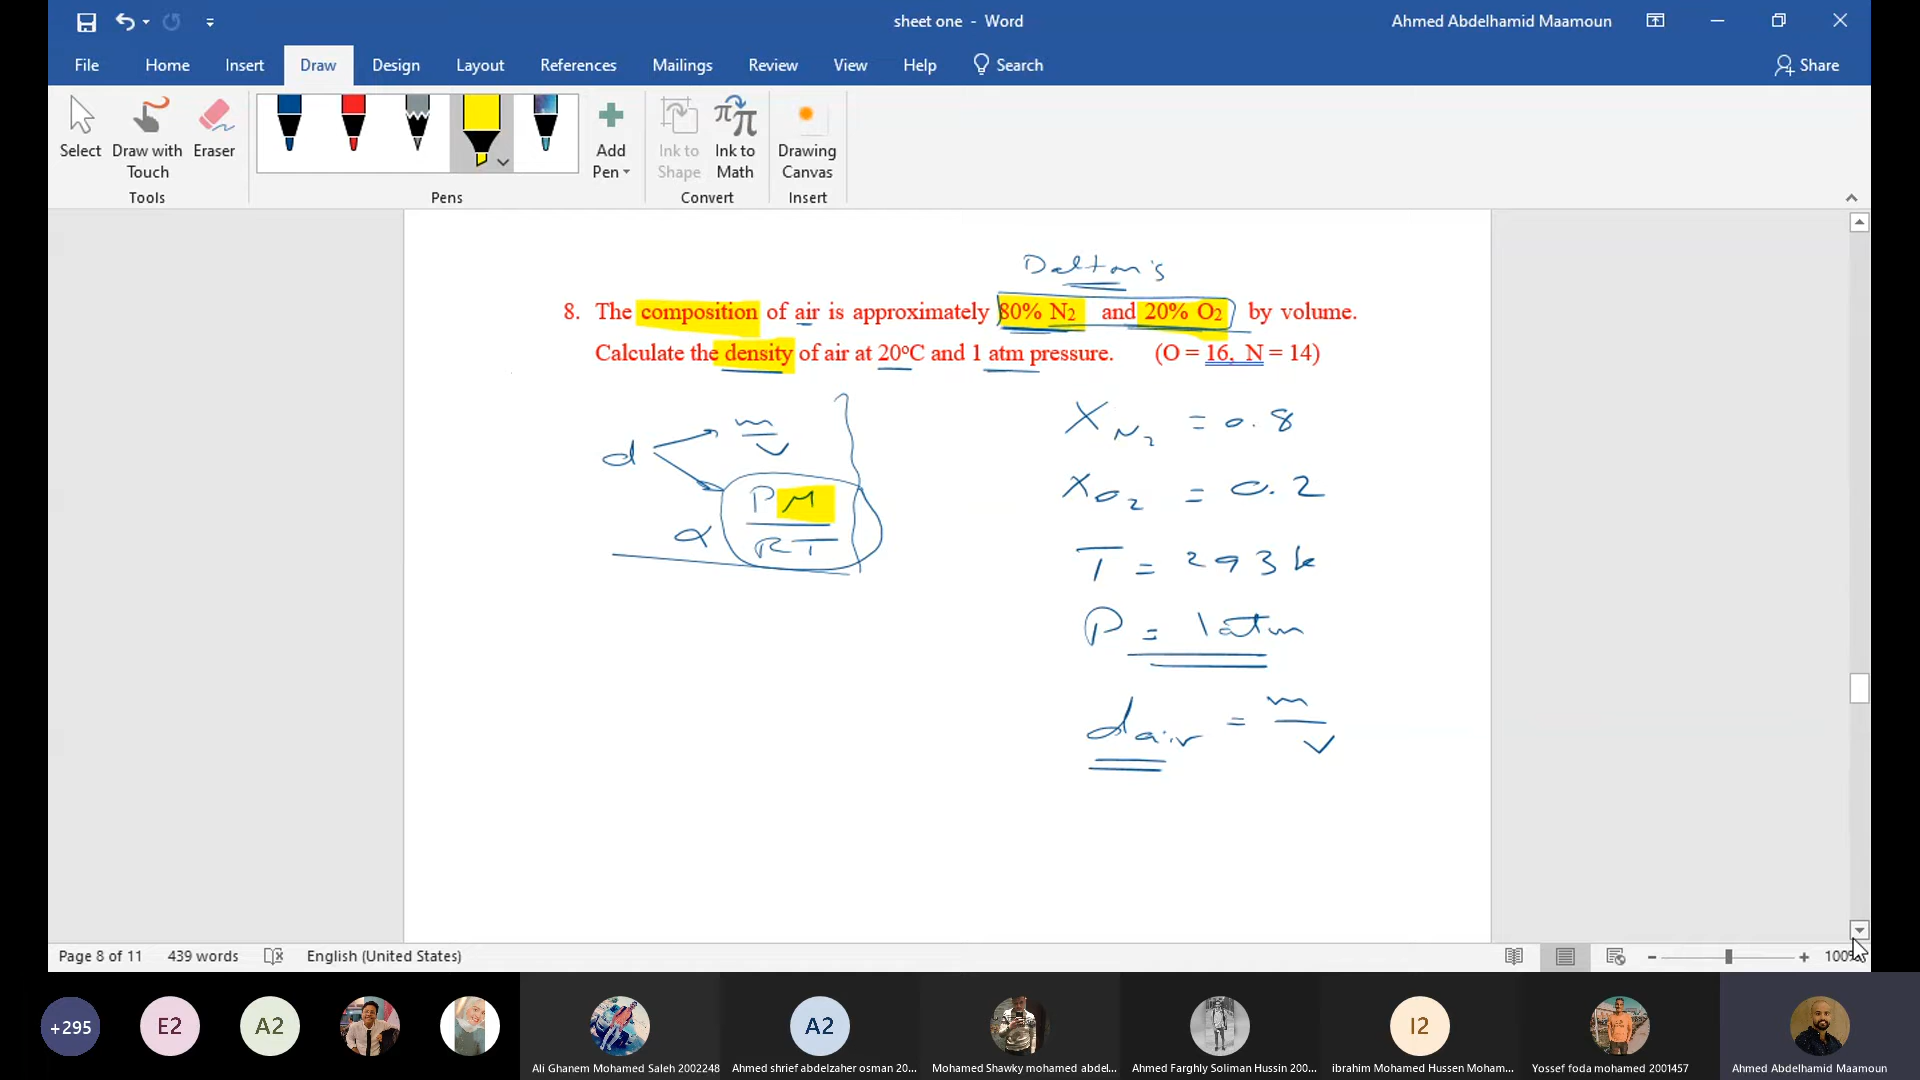 sheet one - Word
Ahmed Abdelhamid Maamoun
File Home Insert Draw Design Layout References Mailings Review View Help Search Share
Select
Draw with Touch
Eraser
Add Pen
Ink to Shape
Ink to Math
Drawing Canvas
Tools Pens Convert Insert
Dalton's
8. The composition of air is approximately 80% N2 and 20% O2 by volume.
Calculate the density of air at 20°C and 1 atm pressure. (O = 16, N = 14)
d m/v
PM/RT
X N2 = 0.8
X O2 = 0.2
T = 293 k
P = 1 atm
d air = m/v
Page 8 of 11 439 words English (United States) 100%
+295 E2 A2 A2 I2
Ali Ghanem Mohamed Saleh 2002248
Ahmed shrief abdelzaher osman 20...
Mohamed Shawky mohamed abdel...
Ahmed Farghly Soliman Hussin 200...
ibrahim Mohamed Hussen Moham...
Yossef foda mohamed 2001457
Ahmed Abdelhamid Maamoun